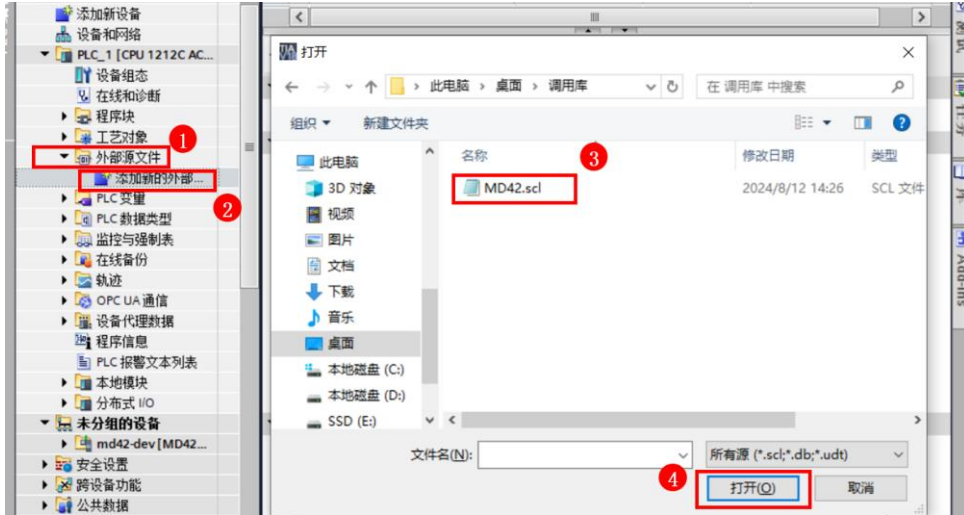 添加新设备
设备和网络
PLC_1 [CPU 1212C AC...
设备组态
在线和诊断
程序块
工艺对象
1
外部源文件
添加新的外部...
2
PLC 变量
PLC 数据类型
监控与强制表
在线备份
轨迹
OPC UA 通信
设备代理数据
程序信息
PLC 报警文本列表
本地模块
分布式 I/O
未分组的设备
md42-dev [MD42...
安全设置
跨设备功能
公共数据
打开
此电脑 › 桌面 › 调用库
在 调用库 中搜索
组织
新建文件夹
此电脑
3D 对象
视频
图片
文档
下载
音乐
桌面
本地磁盘 (C:)
本地磁盘 (D:)
SSD (E:)
名称
3
修改日期
类型
MD42.scl
2024/8/12 14:26
SCL 文件
文件名(N):
所有源 (*.scl;*.db;*.udt)
4
打开(O)
取消
任务
库
Add-ins